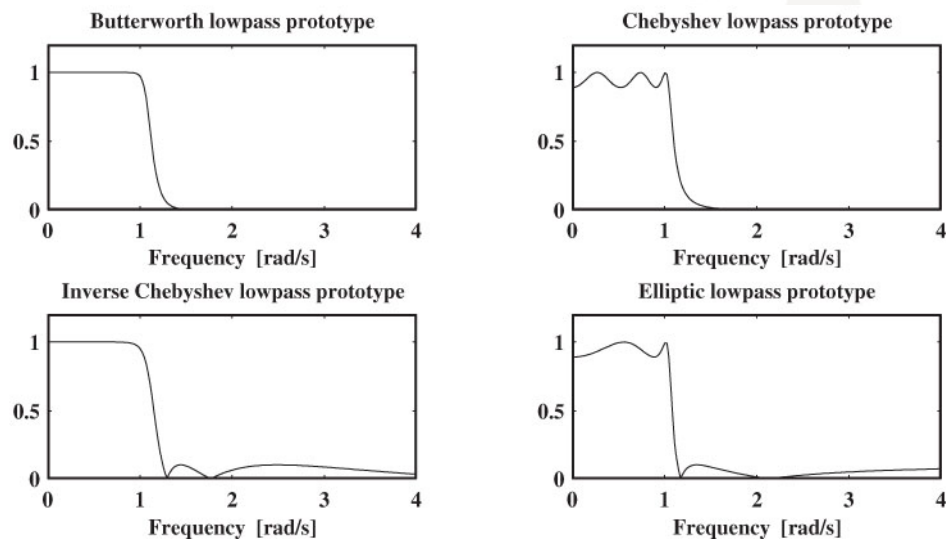 Butterworth lowpass prototype
1
0.5
0
0 1 2 3 4
Frequency [rad/s]
Chebyshev lowpass prototype
1
0.5
0
0 1 2 3 4
Frequency [rad/s]
Inverse Chebyshev lowpass prototype
1
0.5
0
0 1 2 3 4
Frequency [rad/s]
Elliptic lowpass prototype
1
0.5
0
0 1 2 3 4
Frequency [rad/s]